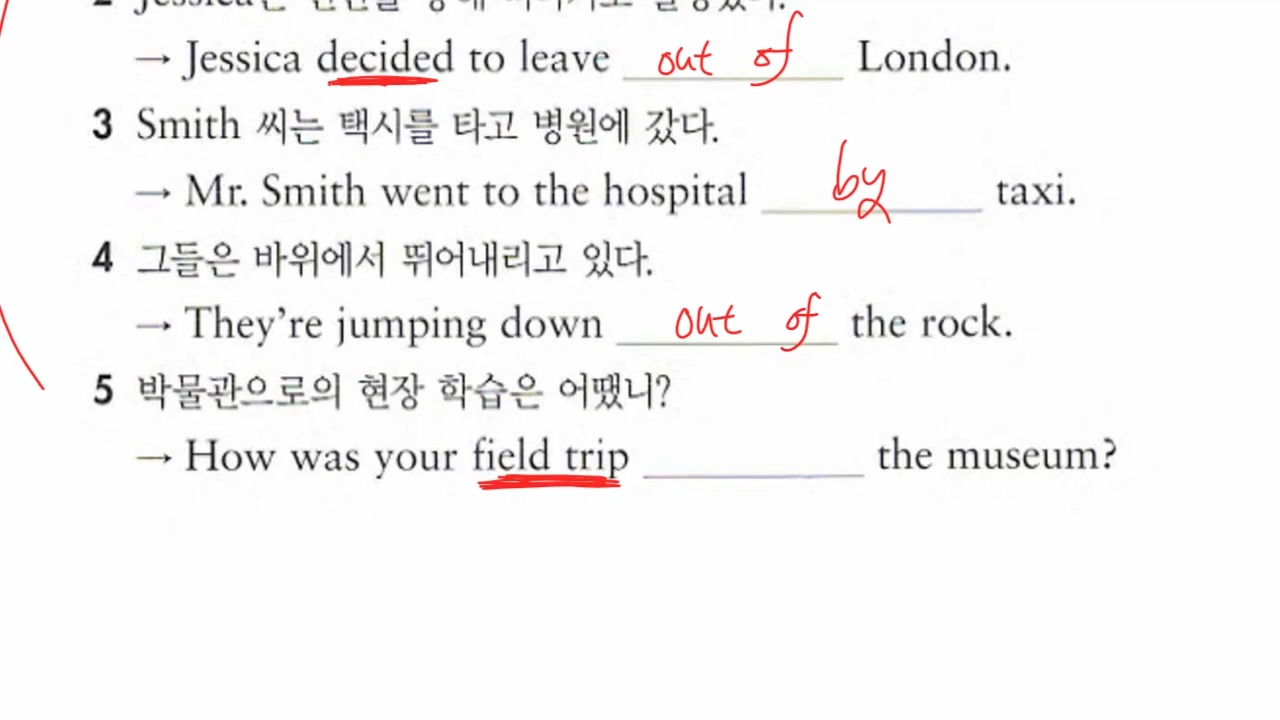 → Jessica decided to leave out of London.
3 Smith 씨는 택시를 타고 병원에 갔다.
→ Mr. Smith went to the hospital by taxi.
4 그들은 바위에서 뛰어내리고 있다.
→ They're jumping down out of the rock.
5 박물관으로의 현장 학습은 어땠니?
→ How was your field trip ________ the museum?